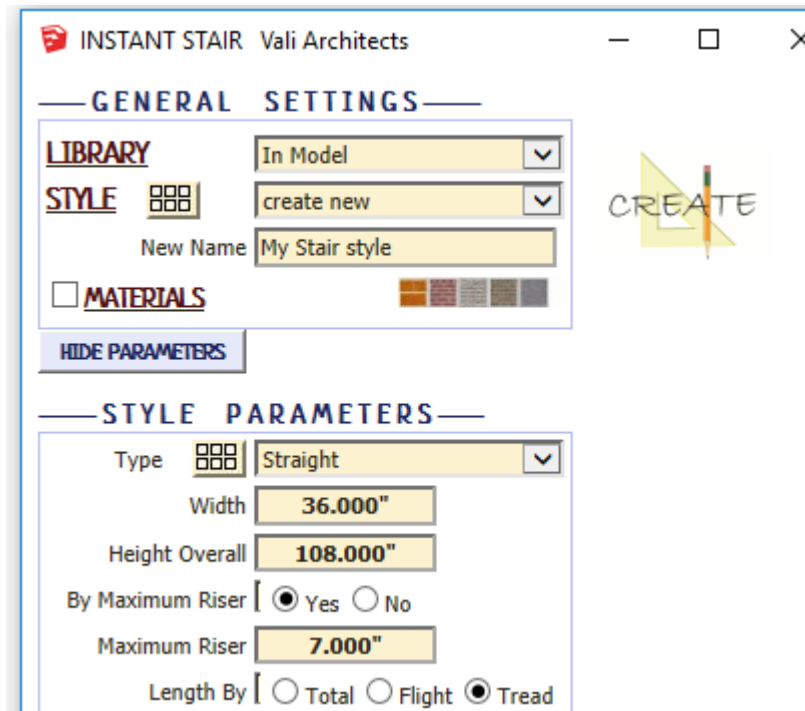 INSTANT STAIR Vali Architects
GENERAL SETTINGS
LIBRARY In Model
STYLE create new
CREATE
New Name My Stair style
MATERIALS
HIDE PARAMETERS
STYLE PARAMETERS
Type Straight
Width 36.000"
Height Overall 108.000"
By Maximum Riser Yes No
Maximum Riser 7.000"
Length By Total Flight Tread